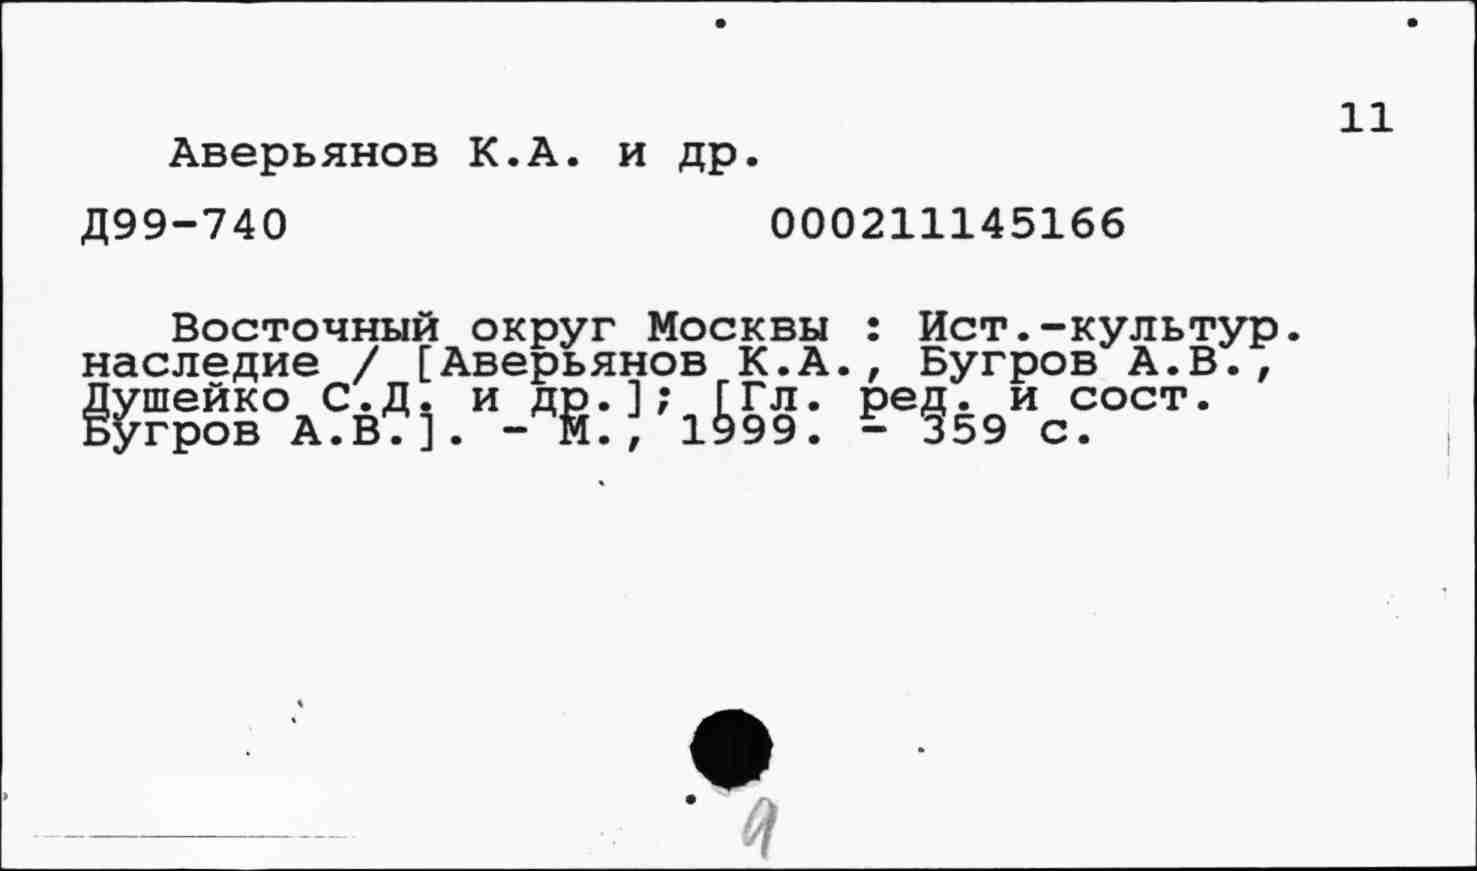 11
Аверьянов К.А. и др.
Д99-740 000211145166
Восточный округ Москвы : Ист.-культур.
наследие / [Аверьянов К.А., Бугров А.В.,
Душейко С.Д. и др.]; [Гл. ред. и сост.
Бугров А.В.]. - М., 1999. - 359 с.
9